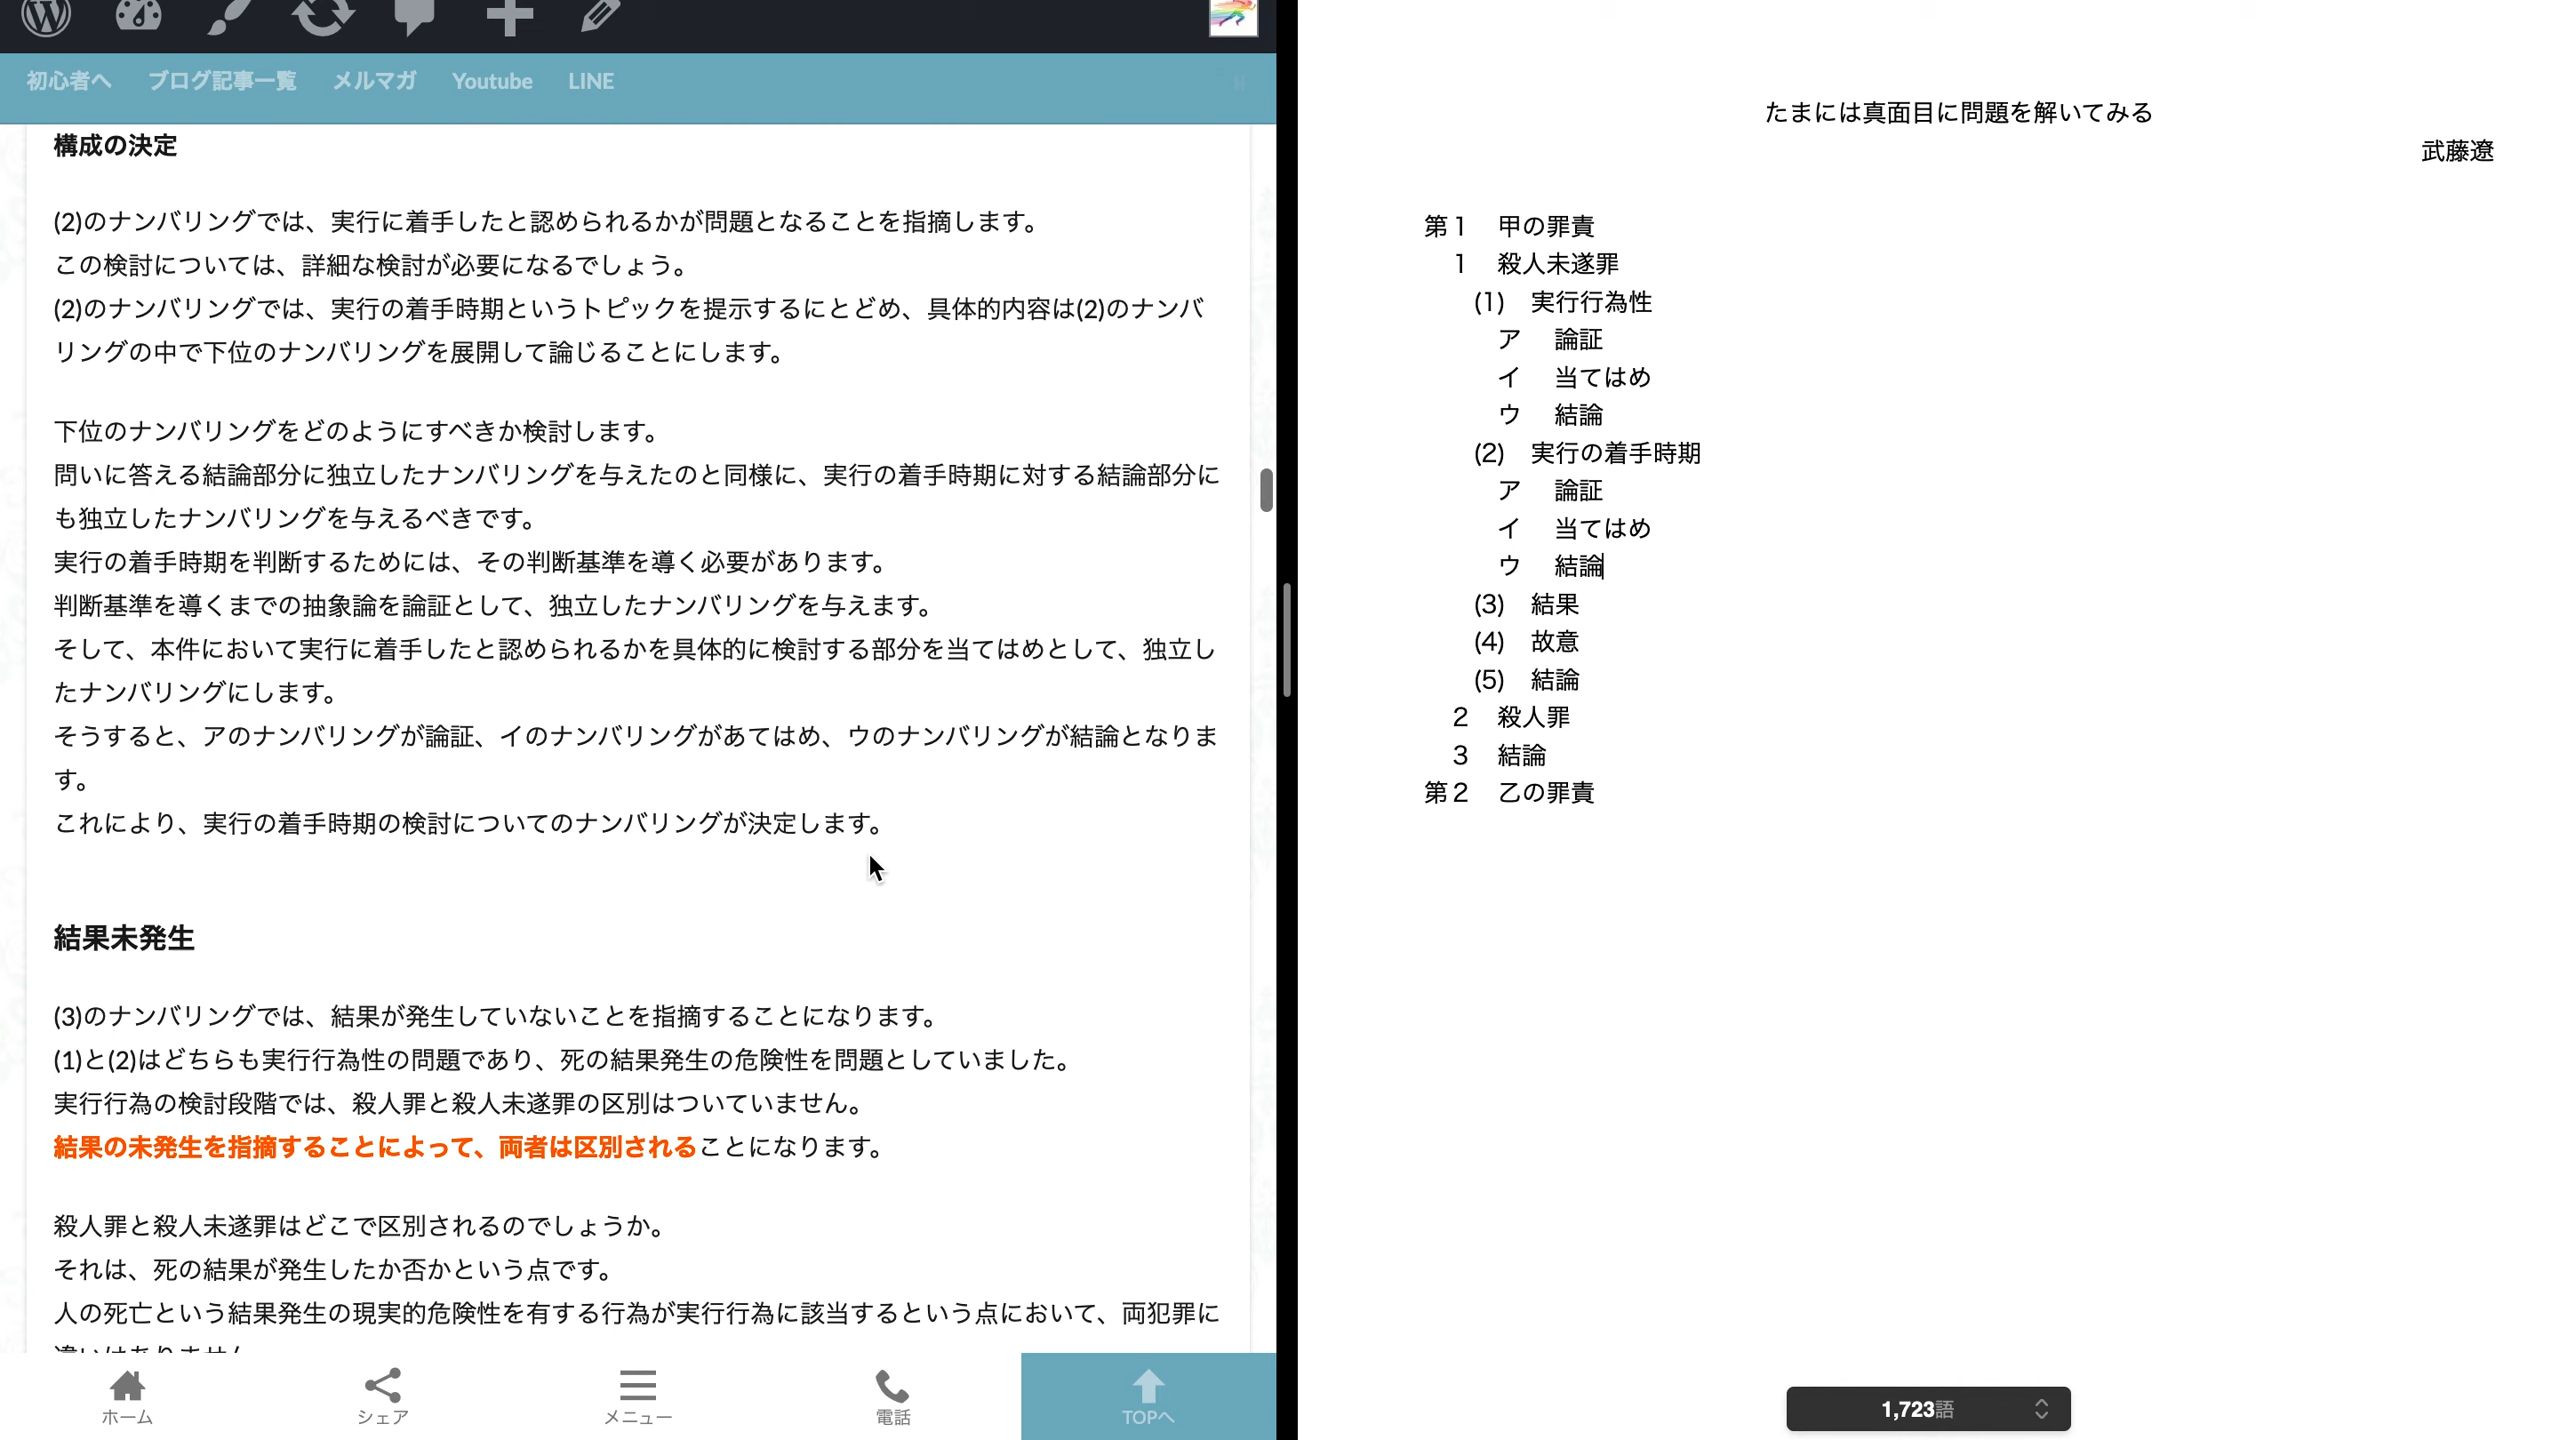 初心者へ ブログ記事一覧 メルマガ Youtube LINE
構成の決定
(2)のナンバリングでは、実行に着手したと認められるかが問題となることを指摘します。
この検討については、詳細な検討が必要になるでしょう。
(2)のナンバリングでは、実行の着手時期というトピックを提示するにとどめ、具体的内容は(2)のナンバ
リングの中で下位のナンバリングを展開して論じることにします。
下位のナンバリングをどのようにすべきか検討します。
問いに答える結論部分に独立したナンバリングを与えたのと同様に、実行の着手時期に対する結論部分に
も独立したナンバリングを与えるべきです。
実行の着手時期を判断するためには、その判断基準を導く必要があります。
判断基準を導くまでの抽象論を論証として、独立したナンバリングを与えます。
そして、本件において実行に着手したと認められるかを具体的に検討する部分を当てはめとして、独立し
たナンバリングにします。
そうすると、アのナンバリングが論証、イのナンバリングがあてはめ、ウのナンバリングが結論となりま
す。
これにより、実行の着手時期の検討についてのナンバリングが決定します。
結果未発生
(3)のナンバリングでは、結果が発生していないことを指摘することになります。
(1)と(2)はどちらも実行行為性の問題であり、死の結果発生の危険性を問題としていました。
実行行為の検討段階では、殺人罪と殺人未遂罪の区別はついていません。
結果の未発生を指摘することによって、両者は区別されることになります。
殺人罪と殺人未遂罪はどこで区別されるのでしょうか。
それは、死の結果が発生したか否かという点です。
人の死亡という結果発生の現実的危険性を有する行為が実行行為に該当するという点において、両犯罪に
違いはありません
ホーム シェア メニュー 電話 TOPへ
たまには真面目に問題を解いてみる
武藤遼
第１　甲の罪責
１　殺人未遂罪
(1)　実行行為性
ア　論証
イ　当てはめ
ウ　結論
(2)　実行の着手時期
ア　論証
イ　当てはめ
ウ　結論
(3)　結果
(4)　故意
(5)　結論
２　殺人罪
３　結論
第２　乙の罪責
1,723語